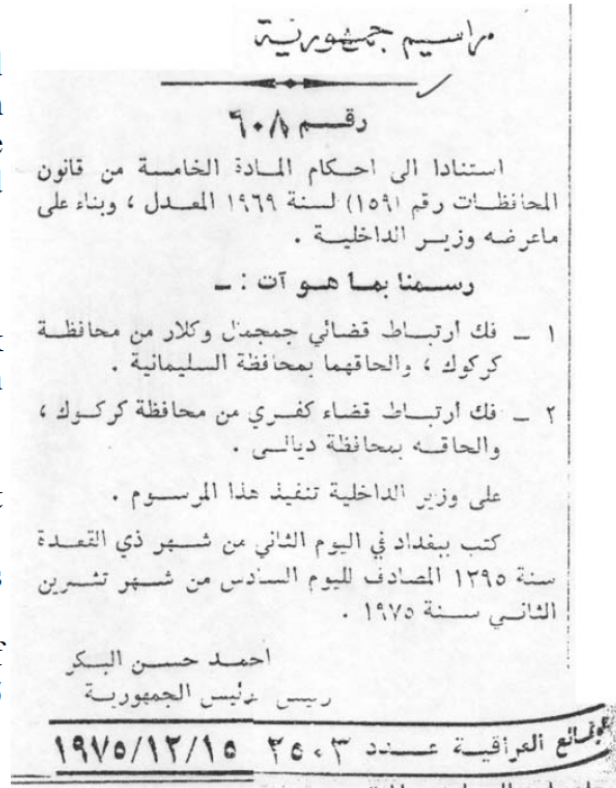 مراسيم جمهورية
رقم ٦٠٨
استنادا الى احكام المادة الخامسة من قانون
المحافظات رقم (١٥٩) لسنة ١٩٦٩ المعدل ، وبناء على
ماعرضه وزير الداخلية .
رسمنا بما هو آت : ـ
١ ـ فك ارتباط قضائي جمجمال وكلار من محافظة
كركوك ، والحاقهما بمحافظة السليمانية .
٢ ـ فك ارتباط قضاء كفري من محافظة كركوك ،
والحاقه بمحافظة ديالى .
على وزير الداخلية تنفيذ هذا المرسوم .
كتب ببغداد في اليوم الثاني من شهر ذي القعدة
سنة ١٣٩٥ المصادف لليوم السادس من شهر تشرين
الثاني سنة ١٩٧٥ .
احمد حسن البكر
رئيس الجمهورية
الوقائع العراقية عدد ٢٥٠٣ ١٩٧٥/١٢/١٥